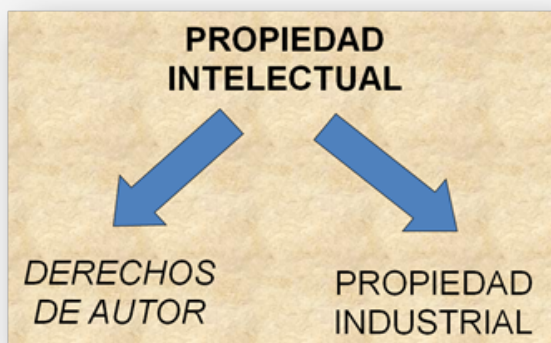 PROPIEDAD
INTELECTUAL
DERECHOS
DE AUTOR
PROPIEDAD
INDUSTRIAL